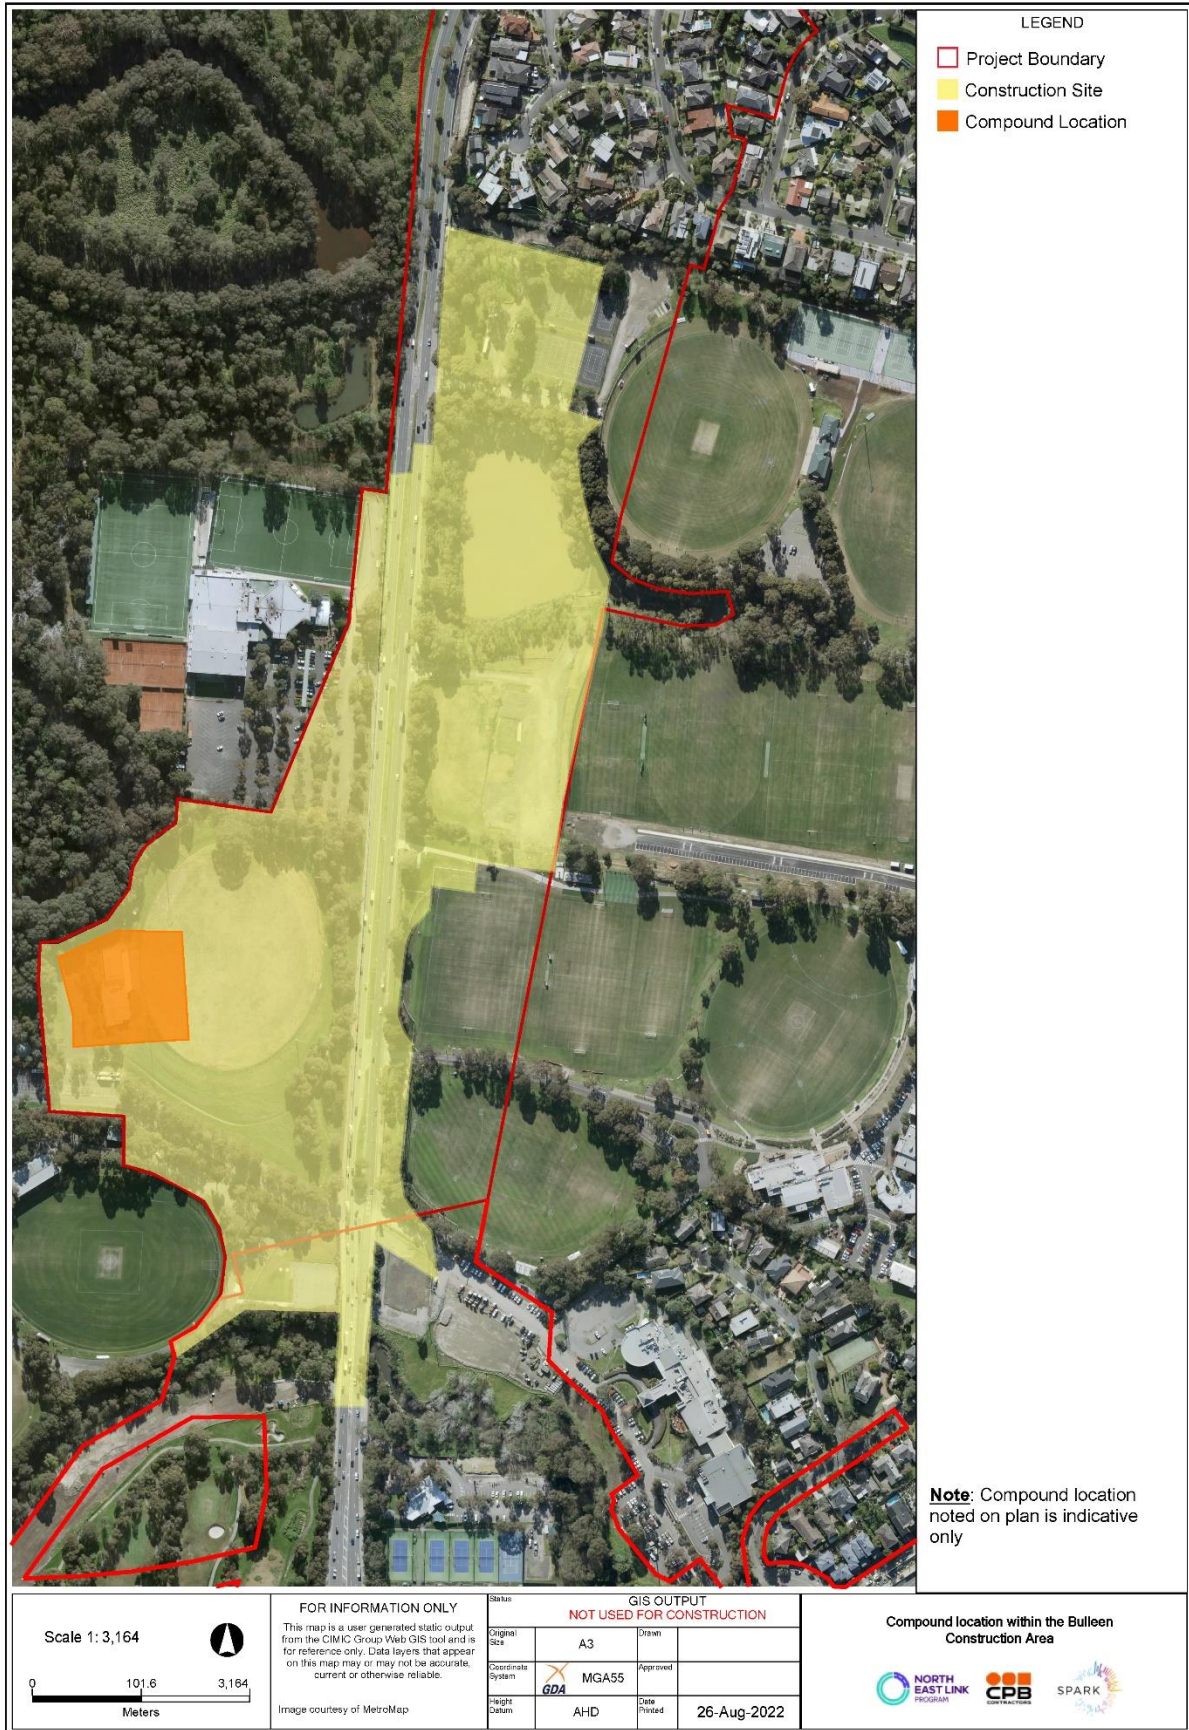 LEGEND
Project Boundary
Construction Site
Compound Location
Note: Compound location
noted on plan is indicative
only
Scale 1: 3,164
0 101.6 3,164
Meters
FOR INFORMATION ONLY
This map is a user generated static output
from the CIMIC Group Web GIS tool and is
for reference only. Data layers that appear
on this map may or may not be accurate,
current or otherwise reliable.
Image courtesy of MetroMap
Status
GIS OUTPUT
NOT USED FOR CONSTRUCTION
Original
Size
A3
Drawn
Coordinate
System
GDA
MGA55
Approved
Height
Datum
AHD
Date
Printed
26-Aug-2022
Compound location within the Bulleen
Construction Area
NORTH
EAST LINK
PROGRAM
CPB
CONTRACTORS
SPARK